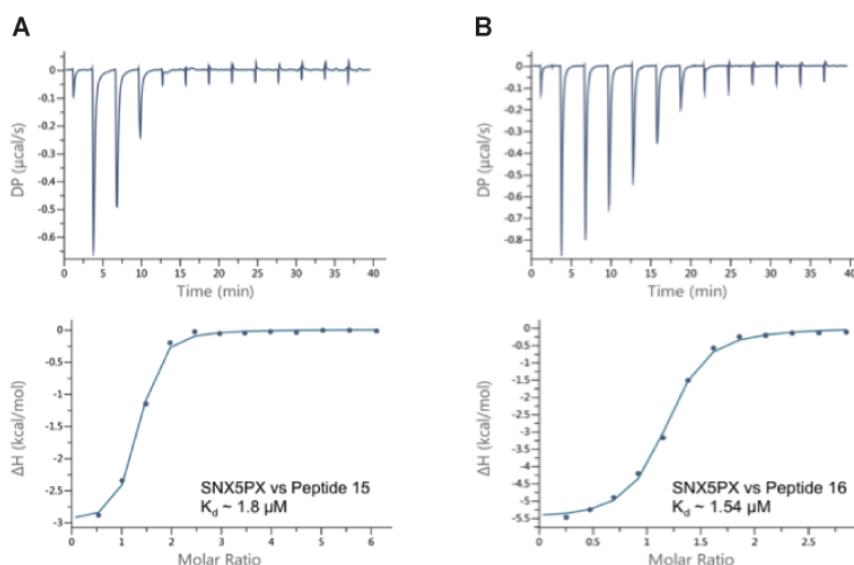 A
B
0
-0.1
-0.2
-0.3
-0.4
-0.5
-0.6
DP (µcal/s)
0 5 10 15 20 25 30 35 40
Time (min)
0
-0.1
-0.2
-0.3
-0.4
-0.5
-0.6
-0.7
-0.8
DP (µcal/s)
0 5 10 15 20 25 30 35 40
Time (min)
0
-0.5
-1
-1.5
-2
-2.5
-3
ΔH (kcal/mol)
SNX5PX vs Peptide 15
Kd ~ 1.8 µM
0 1 2 3 4 5 6
Molar Ratio
0
-0.5
-1
-1.5
-2
-2.5
-3
-3.5
-4
-4.5
-5
-5.5
ΔH (kcal/mol)
SNX5PX vs Peptide 16
Kd ~ 1.54 µM
0 0.5 1 1.5 2 2.5
Molar Ratio